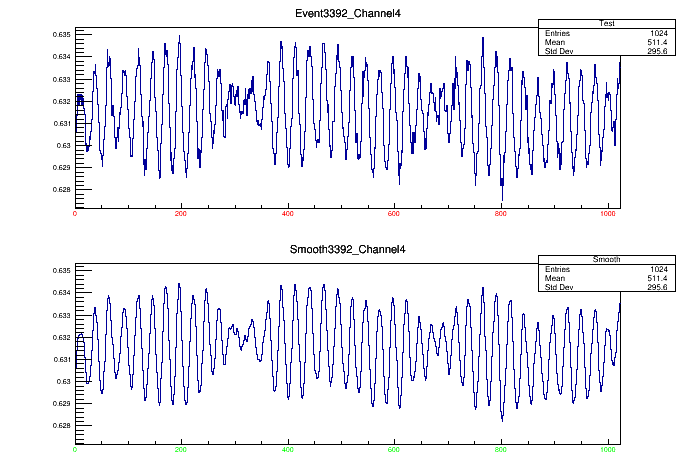 Event3392_Channel4
Test
Entries 1024
Mean 511.4
Std Dev 295.6
0.635
0.634
0.633
0.632
0.631
0.63
0.629
0.628
0 200 400 600 800 1000
Smooth3392_Channel4
Smooth
Entries 1024
Mean 511.4
Std Dev 295.6
0.635
0.634
0.633
0.632
0.631
0.63
0.629
0.628
0 200 400 600 800 1000